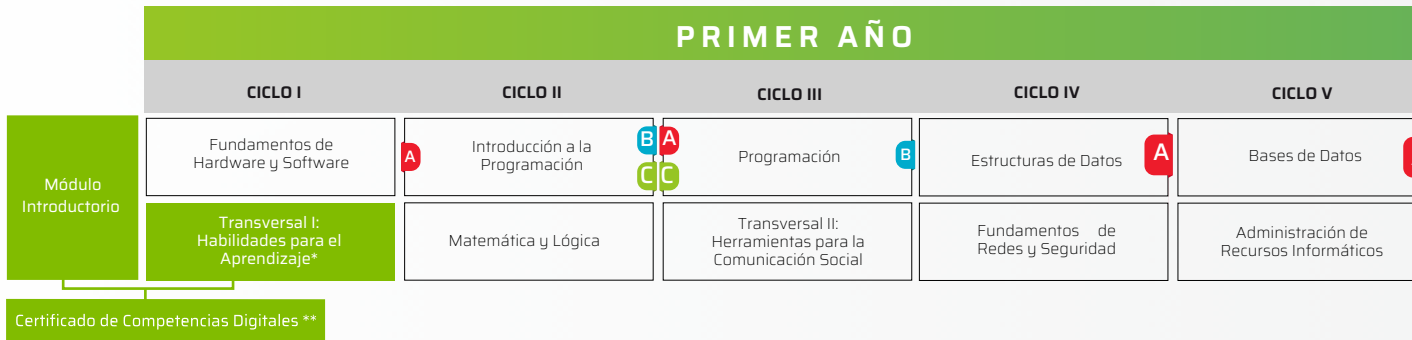 PRIMER AÑO
CICLO I
CICLO II
CICLO III
CICLO IV
CICLO V
Módulo
Introductorio
Fundamentos de
Hardware y Software
A
Introducción a la
Programación
B A
C C
Programación
B
Estructuras de Datos
A
Bases de Datos
Transversal I:
Habilidades para el
Aprendizaje*
Matemática y Lógica
Transversal II:
Herramientas para la
Comunicación Social
Fundamentos de
Redes y Seguridad
Administración de
Recursos Informáticos
Certificado de Competencias Digitales **